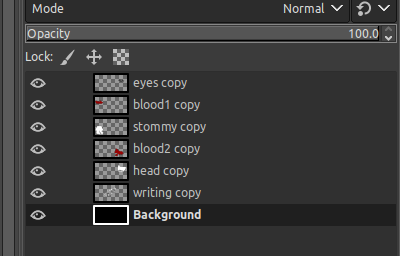 Mode Normal
Opacity 100.0
Lock:
eyes copy
blood1 copy
stommy copy
blood2 copy
head copy
writing copy
Background